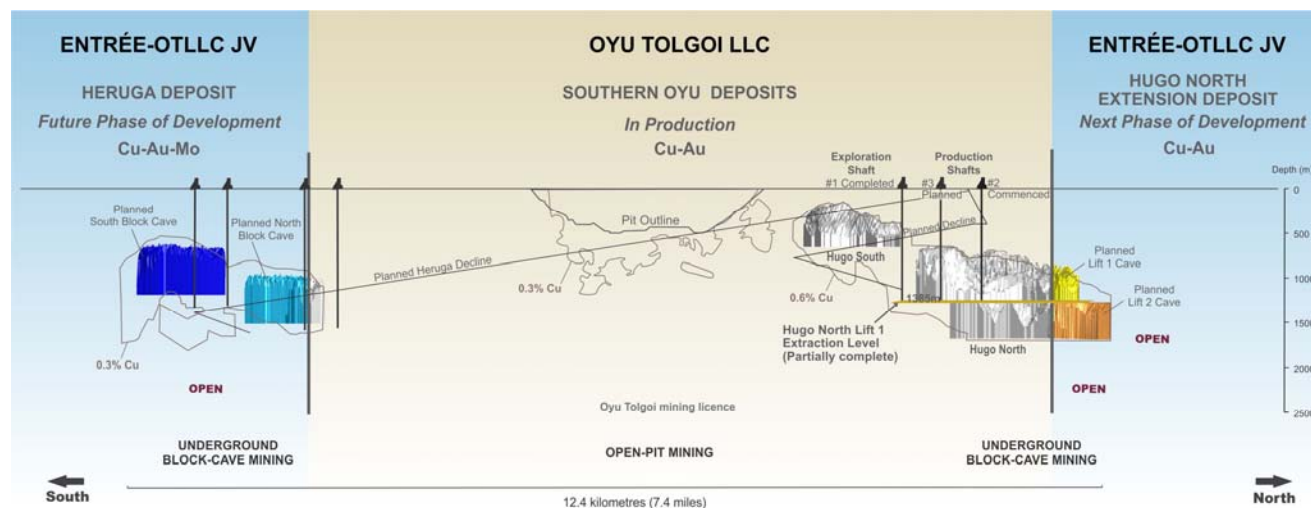 ENTRÉE-OTLLC JV
OYU TOLGOI LLC
ENTRÉE-OTLLC JV
HERUGA DEPOSIT
Future Phase of Development
Cu-Au-Mo
SOUTHERN OYU DEPOSITS
In Production
Cu-Au
HUGO NORTH
EXTENSION DEPOSIT
Next Phase of Development
Cu-Au
Exploration
Shaft
#1 Completed
Production
Shafts
#3
Planned
#2
Commenced
Depth (m)
0
500
1000
1500
2000
2500
Planned
South Block Cave
Planned North
Block Cave
Pit Outline
Planned Heruga Decline
0.3% Cu
Planned Decline
Hugo South
0.6% Cu
Planned
Lift 1 Cave
Planned
Lift 2 Cave
Hugo North Lift 1
Extraction Level
(Partially complete)
Hugo North
0.3% Cu
OPEN
OPEN
OPEN
Oyu Tolgoi mining licence
UNDERGROUND
BLOCK-CAVE MINING
OPEN-PIT MINING
UNDERGROUND
BLOCK-CAVE MINING
South
North
12.4 kilometres (7.4 miles)